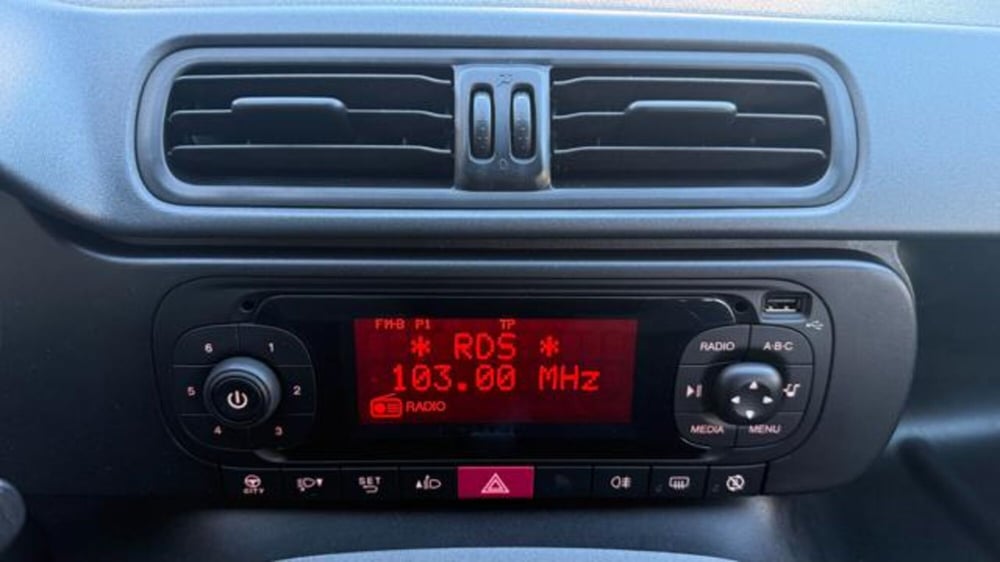 FM-B P1 TP
* RDS *
103.00 MHz
RADIO
6 1
5 2
4 3
RADIO A·B·C
MEDIA MENU
CITY
SET